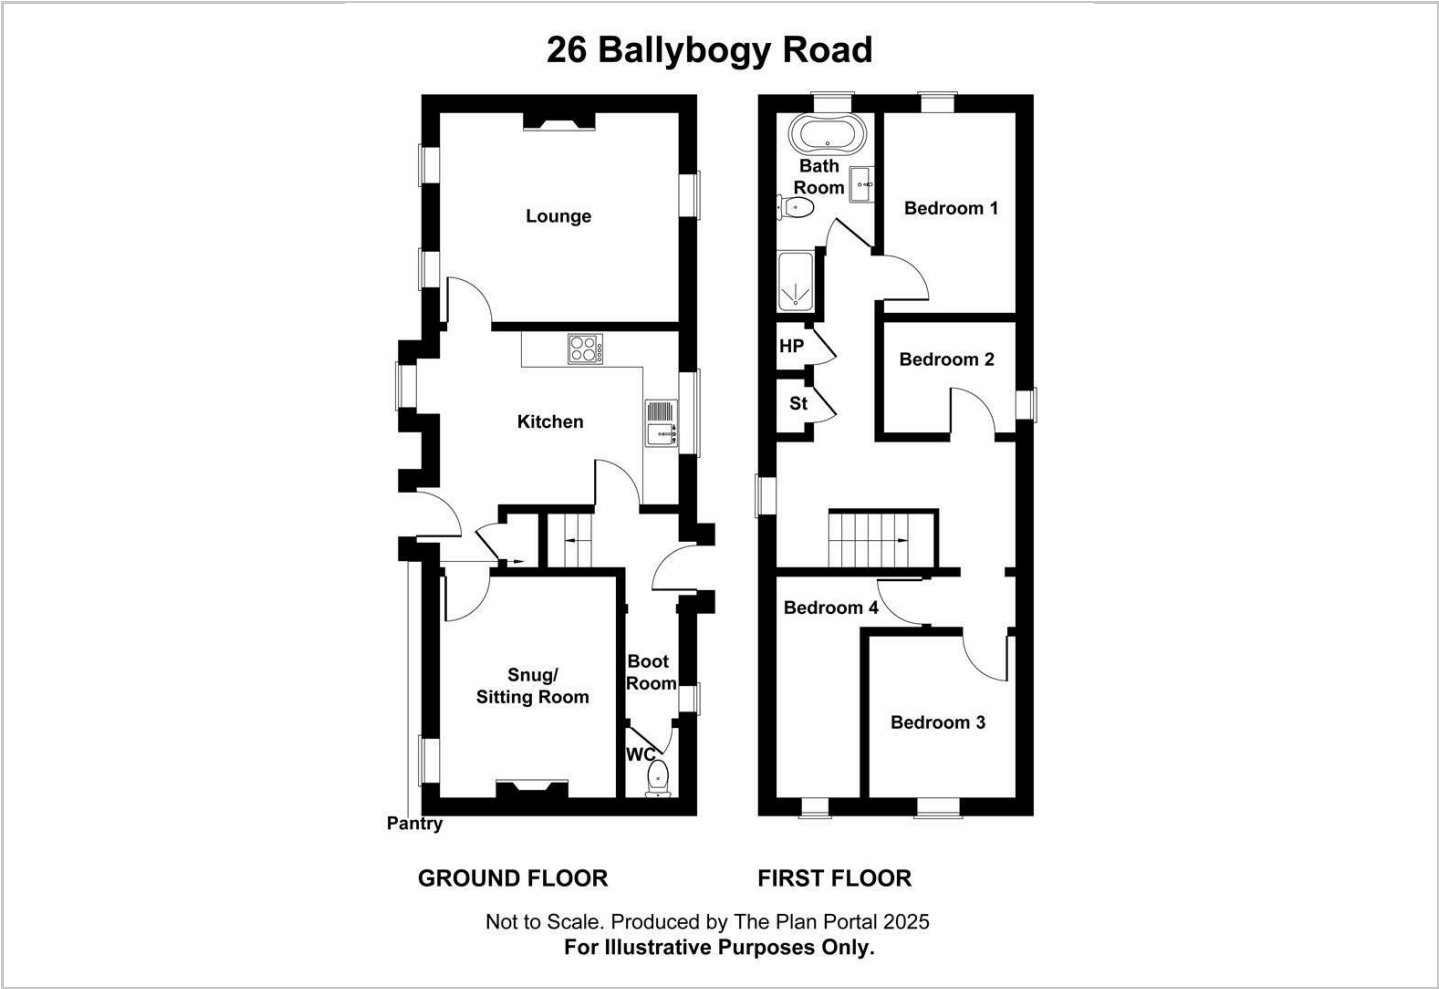 26 Ballybogy Road
Lounge
Kitchen
Snug/
Sitting Room
Boot
Room
WC
Pantry
GROUND FLOOR
Bath
Room
Bedroom 1
HP
Bedroom 2
St
Bedroom 4
Bedroom 3
FIRST FLOOR
Not to Scale. Produced by The Plan Portal 2025
For Illustrative Purposes Only.